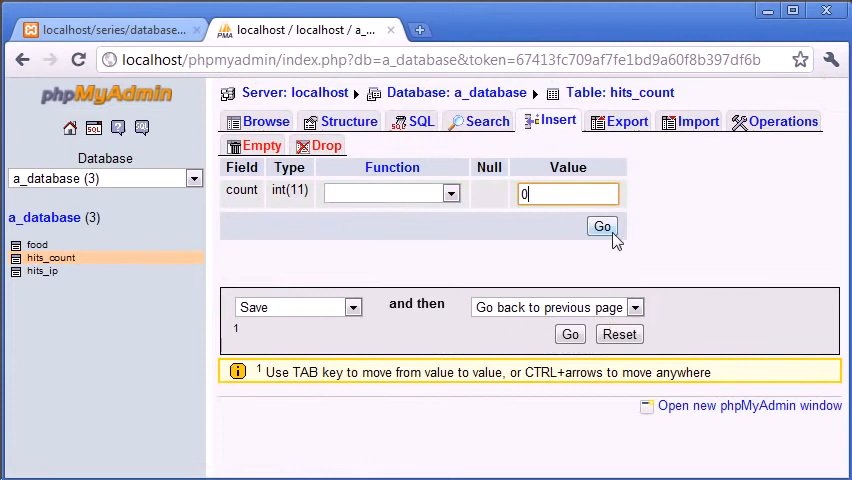 localhost/series/database...
localhost / localhost / a_...
localhost/phpmyadmin/index.php?db=a_database&token=67413fc709af7fe1bd9a60f8b397df6b
phpMyAdmin
SQL
Database
a_database (3)
a_database (3)
food
hits_count
hits_ip
Server: localhost Database: a_database Table: hits_count
Browse Structure SQL Search Insert Export Import Operations
Empty Drop
Field Type Function Null Value
count int(11) 0
Go
Save and then Go back to previous page
1
Go Reset
1 Use TAB key to move from value to value, or CTRL+arrows to move anywhere
Open new phpMyAdmin window